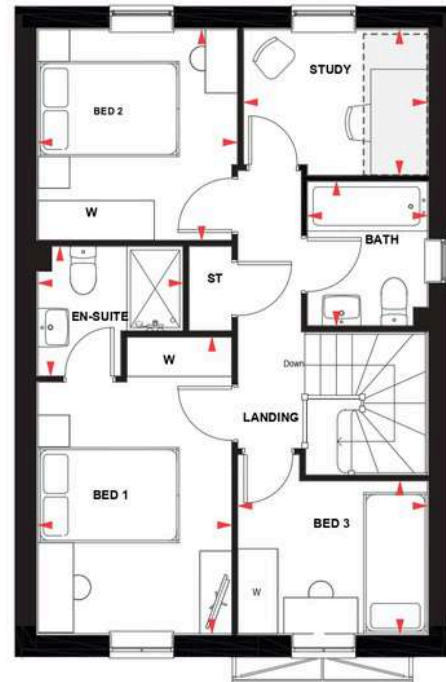 STUDY
BED 2
W
BATH
ST
EN-SUITE
W
Down
LANDING
BED 1
BED 3
W